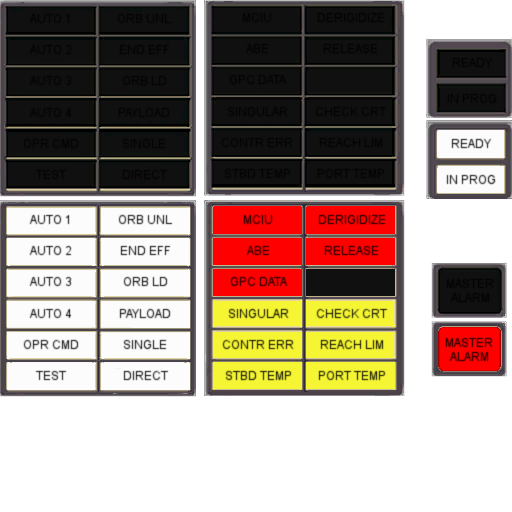 AUTO 1 ORB UNL
AUTO 2 END EFF
AUTO 3 ORB LD
AUTO 4 PAYLOAD
OPR CMD SINGLE
TEST DIRECT
MCIU DERIGIDIZE
ABE RELEASE
GPC DATA
SINGULAR CHECK CRT
CONTR ERR REACH LIM
STBD TEMP PORT TEMP
READY
IN PROG
READY
IN PROG
AUTO 1 ORB UNL
AUTO 2 END EFF
AUTO 3 ORB LD
AUTO 4 PAYLOAD
OPR CMD SINGLE
TEST DIRECT
MCIU DERIGIDIZE
ABE RELEASE
GPC DATA
SINGULAR CHECK CRT
CONTR ERR REACH LIM
STBD TEMP PORT TEMP
MASTER
ALARM
MASTER
ALARM